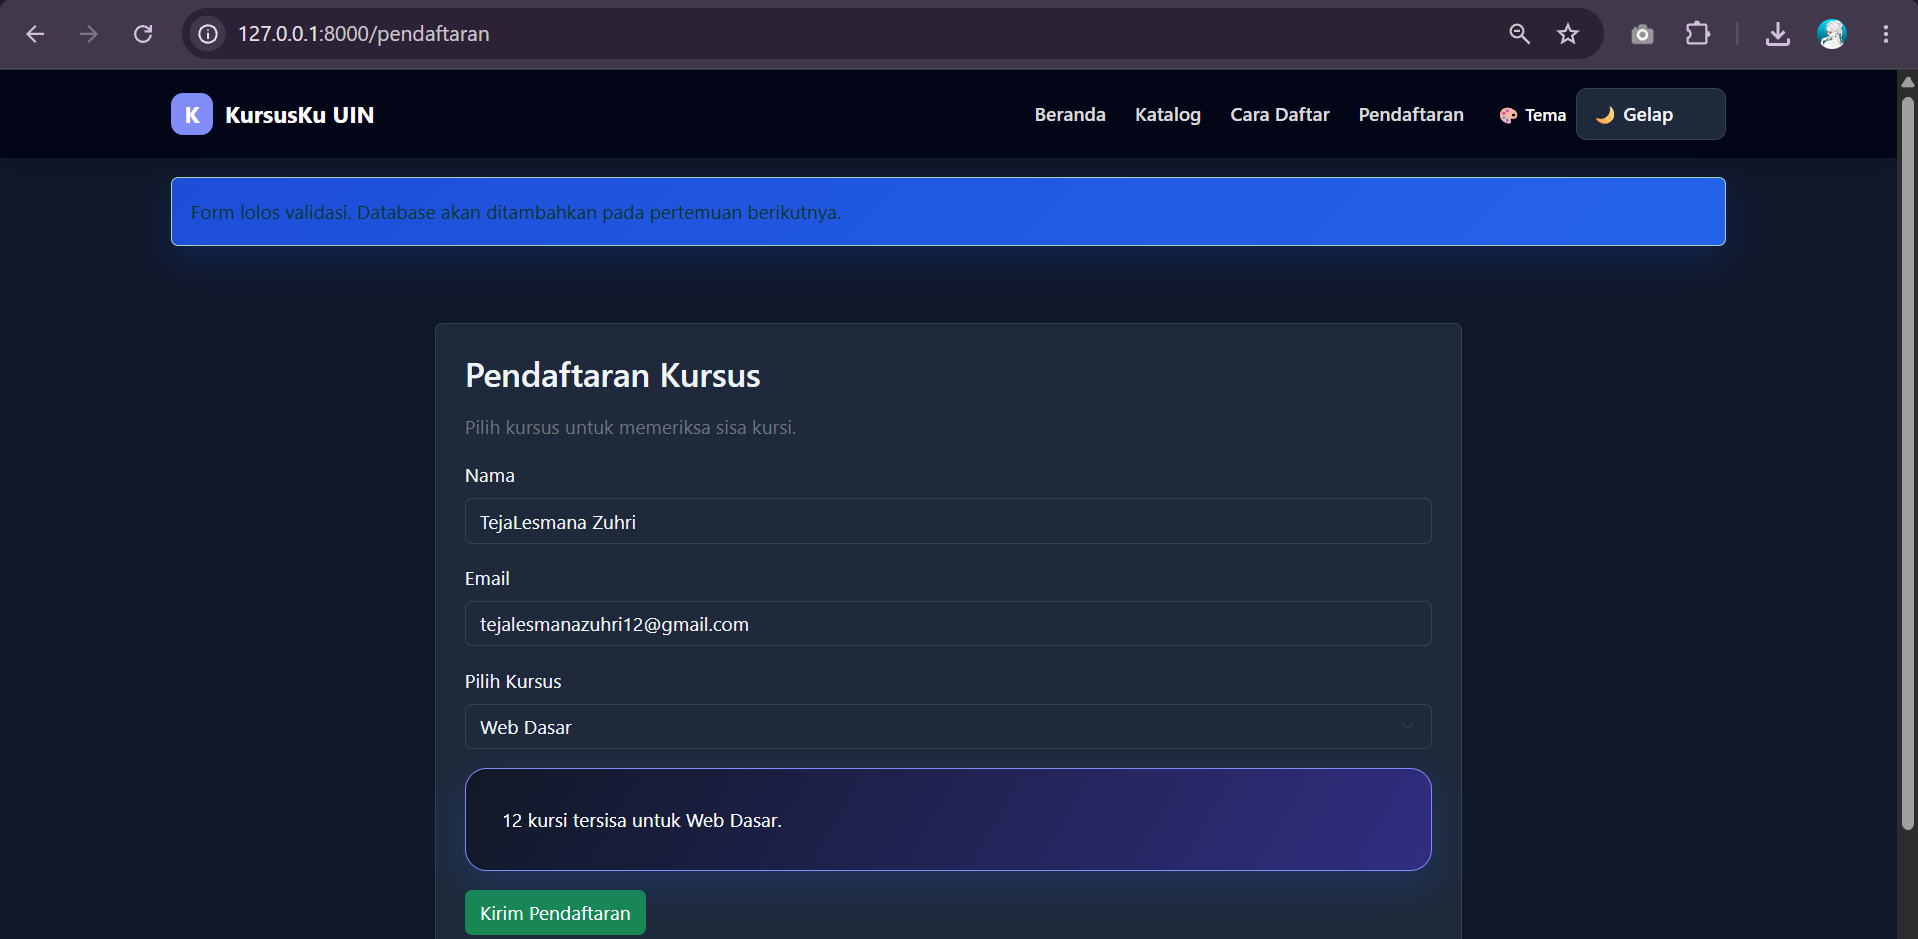 127.0.0.1:8000/pendaftaran
K KursusKu UIN
Beranda Katalog Cara Daftar Pendaftaran 🎨 Tema 🌙 Gelap
Form lolos validasi. Database akan ditambahkan pada pertemuan berikutnya.
Pendaftaran Kursus
Pilih kursus untuk memeriksa sisa kursi.
Nama
TejaLesmana Zuhri
Email
tejalesmanazuhri12@gmail.com
Pilih Kursus
Web Dasar
12 kursi tersisa untuk Web Dasar.
Kirim Pendaftaran